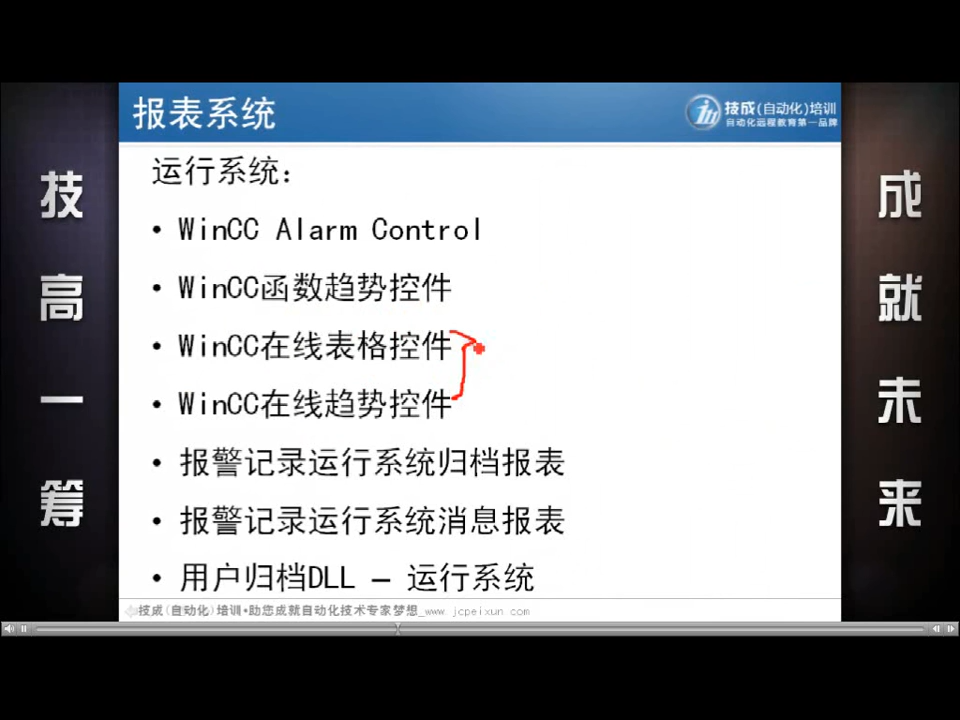 报表系统
技成(自动化)培训
自动化远程教育第一品牌
运行系统:
• WinCC Alarm Control
• WinCC函数趋势控件
• WinCC在线表格控件
• WinCC在线趋势控件
• 报警记录运行系统归档报表
• 报警记录运行系统消息报表
• 用户归档DLL – 运行系统
技成(自动化)培训•助您成就自动化技术专家梦想_www.jcpeixun.com
技
高
一
筹
成
就
未
来